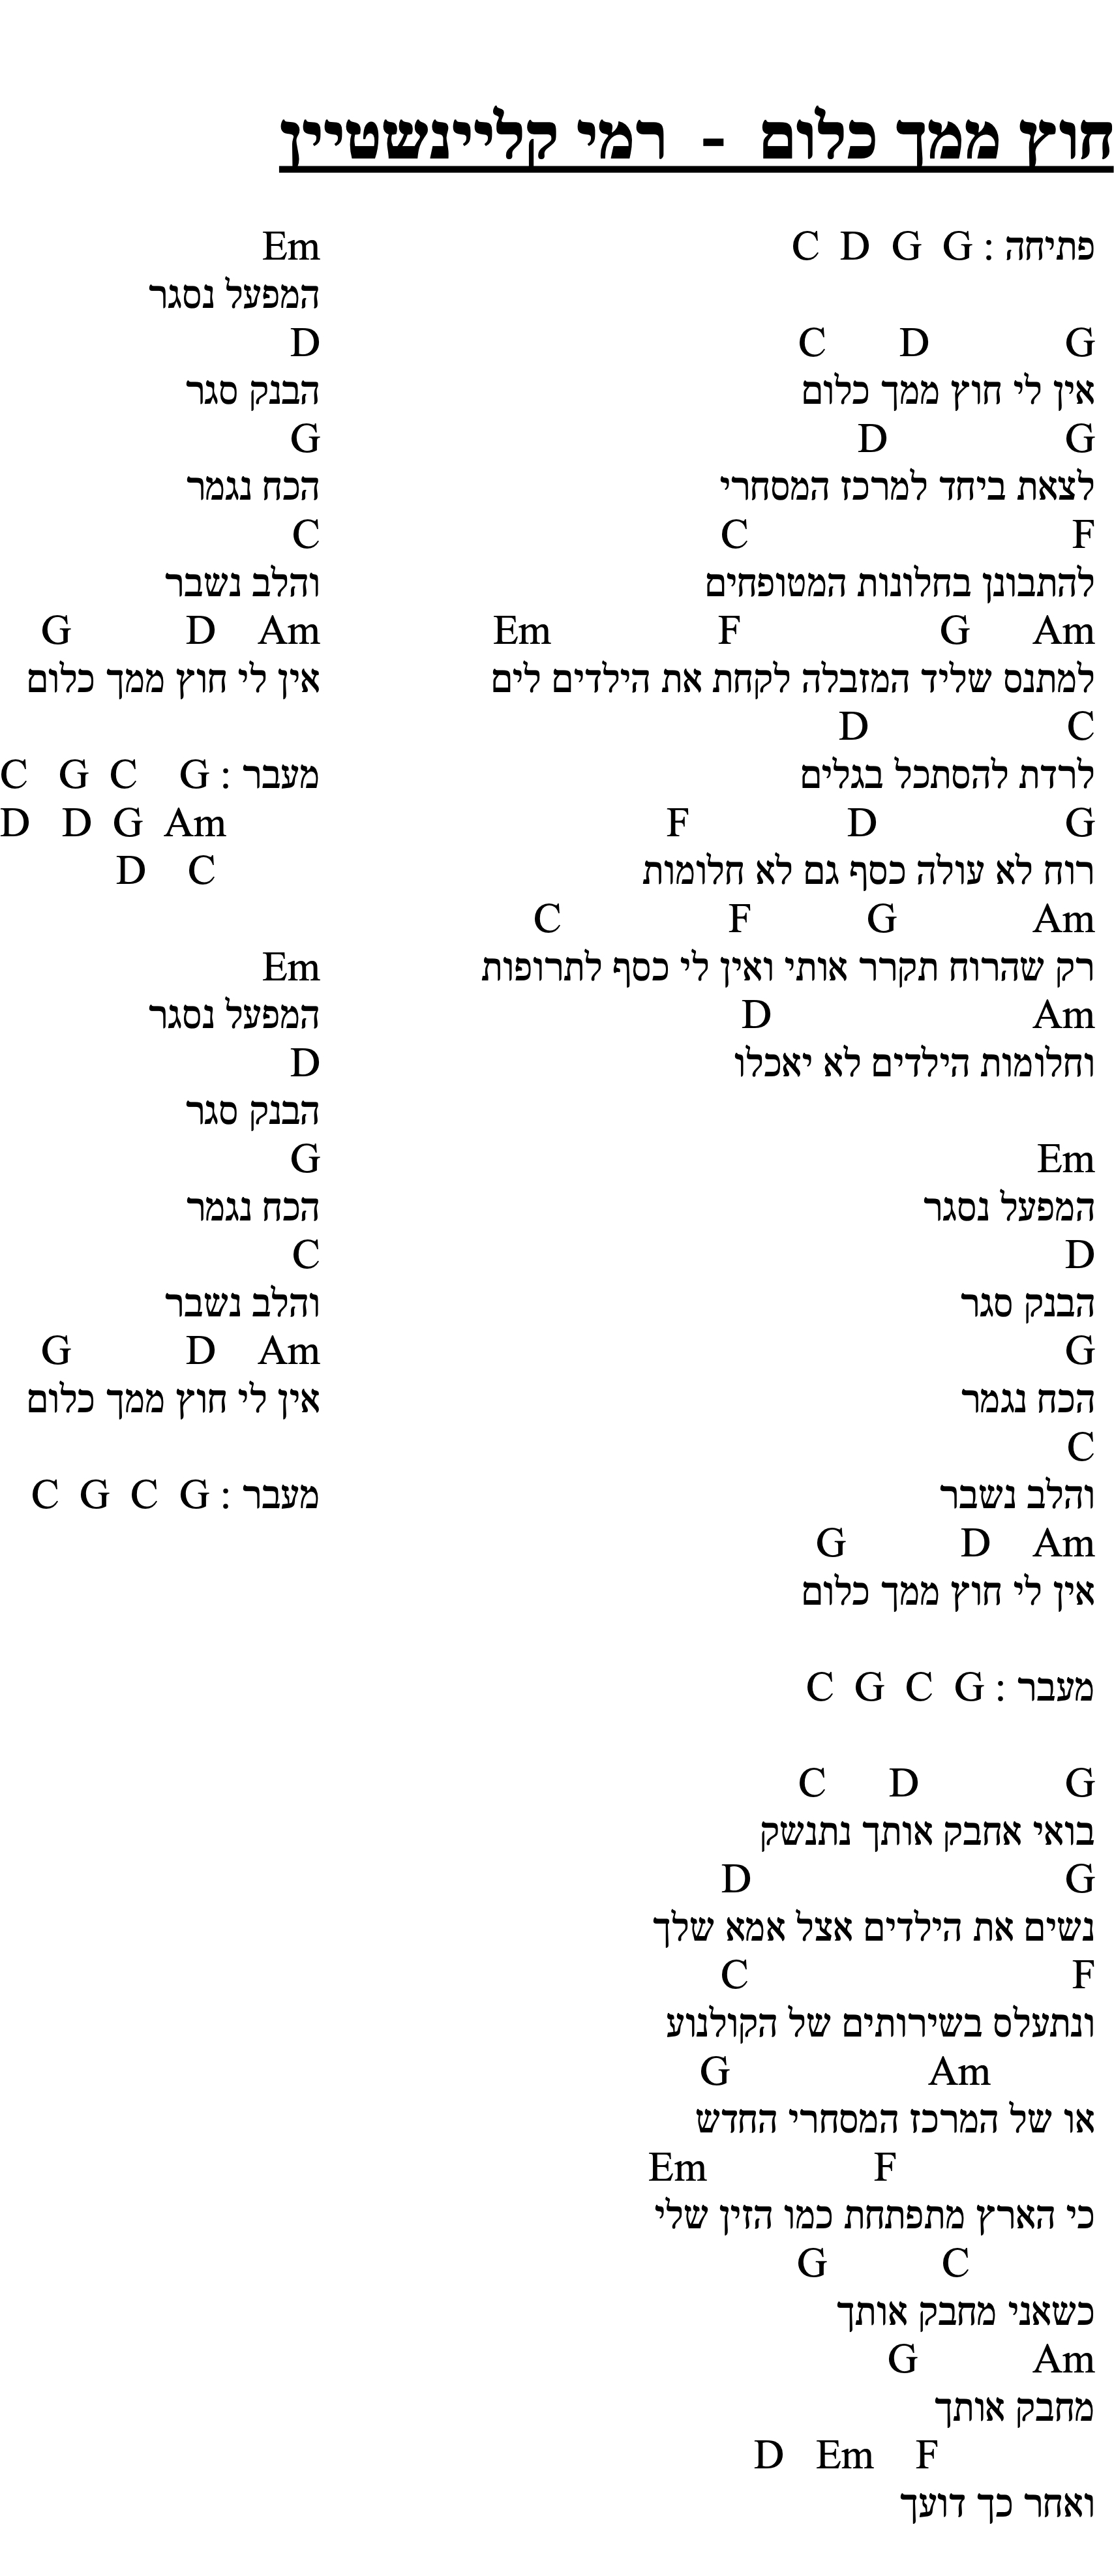 חוץ ממך כלום - רמי קליינשטיין
פתיחה : G G D C
G D C
אין לי חוץ ממך כלום
G D
לצאת ביחד למרכז המסחרי
F C
להתבונן בחלונות המטופחים
Am G F Em
למתנס שליד המזבלה לקחת את הילדים לים
C D
לרדת להסתכל בגלים
G D F
רוח לא עולה כסף גם לא חלומות
Am G F C
רק שהרוח תקרר אותי ואין לי כסף לתרופות
Am D
וחלומות הילדים לא יאכלו
Em
המפעל נסגר
D
הבנק סגר
G
הכח נגמר
C
והלב נשבר
Am D G
אין לי חוץ ממך כלום
מעבר : G C G C
G D C
בואי אחבק אותך נתנשק
G D
נשים את הילדים אצל אמא שלך
F C
ונתעלס בשירותים של הקולנוע
Am G
או של המרכז המסחרי החדש
F Em
כי הארץ מתפתחת כמו הזין שלי
C G
כשאני מחבק אותך
Am G
מחבק אותך
F Em D
ואחר כך דועך
Em
המפעל נסגר
D
הבנק סגר
G
הכח נגמר
C
והלב נשבר
Am D G
אין לי חוץ ממך כלום
מעבר : G C G C
Am G D D
C D
Em
המפעל נסגר
D
הבנק סגר
G
הכח נגמר
C
והלב נשבר
Am D G
אין לי חוץ ממך כלום
מעבר : G C G C